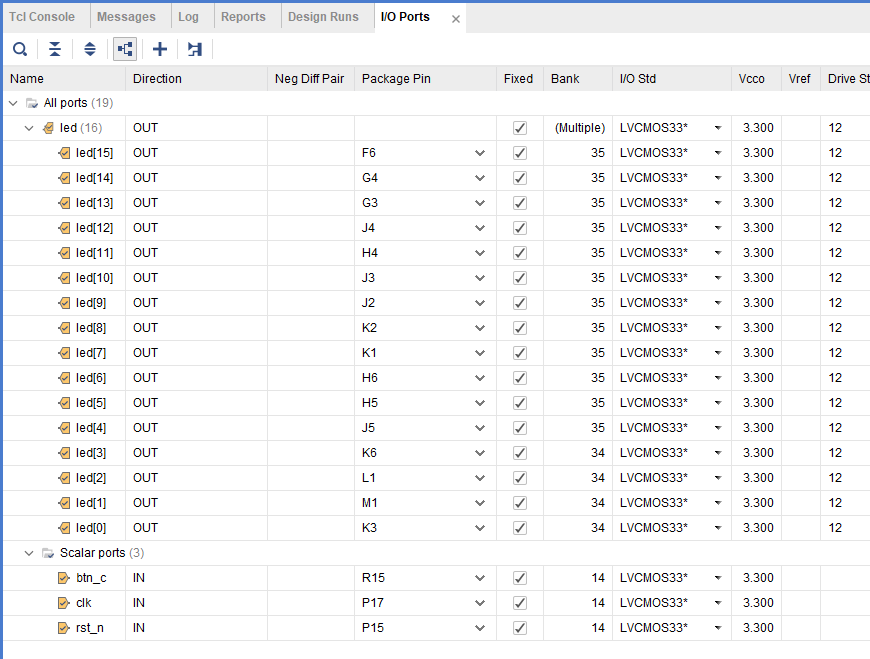 Tcl Console Messages Log Reports Design Runs I/O Ports
Name Direction Neg Diff Pair Package Pin Fixed Bank I/O Std Vcco Vref Drive St
All ports (19)
led (16) OUT (Multiple) LVCMOS33* 3.300 12
led[15] OUT F6 35 LVCMOS33* 3.300 12
led[14] OUT G4 35 LVCMOS33* 3.300 12
led[13] OUT G3 35 LVCMOS33* 3.300 12
led[12] OUT J4 35 LVCMOS33* 3.300 12
led[11] OUT H4 35 LVCMOS33* 3.300 12
led[10] OUT J3 35 LVCMOS33* 3.300 12
led[9] OUT J2 35 LVCMOS33* 3.300 12
led[8] OUT K2 35 LVCMOS33* 3.300 12
led[7] OUT K1 35 LVCMOS33* 3.300 12
led[6] OUT H6 35 LVCMOS33* 3.300 12
led[5] OUT H5 35 LVCMOS33* 3.300 12
led[4] OUT J5 35 LVCMOS33* 3.300 12
led[3] OUT K6 34 LVCMOS33* 3.300 12
led[2] OUT L1 34 LVCMOS33* 3.300 12
led[1] OUT M1 34 LVCMOS33* 3.300 12
led[0] OUT K3 34 LVCMOS33* 3.300 12
Scalar ports (3)
btn_c IN R15 14 LVCMOS33* 3.300
clk IN P17 14 LVCMOS33* 3.300
rst_n IN P15 14 LVCMOS33* 3.300